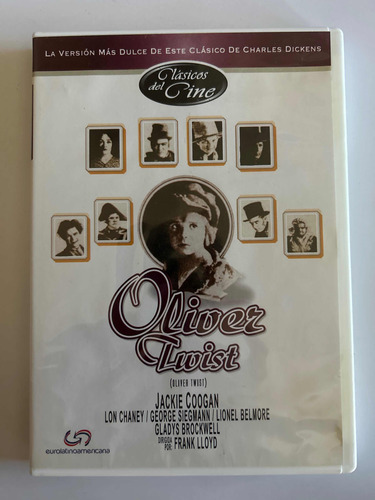 LA VERSIÓN MÁS DULCE DE ESTE CLÁSICO DE CHARLES DICKENS
Clásicos
del Cine
Oliver
Twist
(OLIVER TWIST)
JACKIE COOGAN
LON CHANEY / GEORGE SIEGMANN / LIONEL BELMORE
GLADYS BROCKWELL
DIRIGIDA POR: FRANK LLOYD
eurolatinoamericana